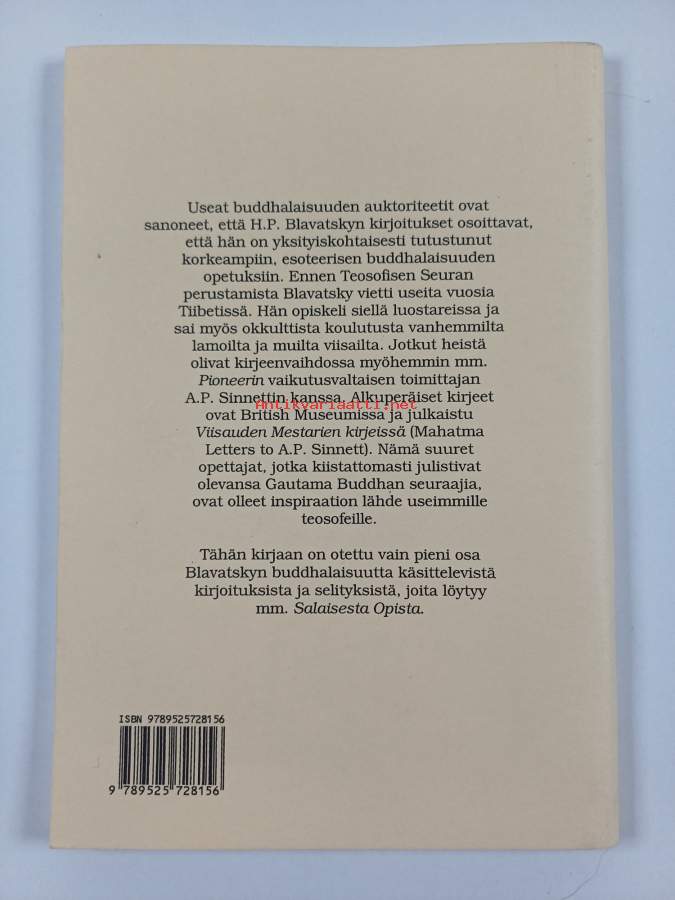 Useat buddhalaisuuden auktoriteetit ovat
sanoneet, että H.P. Blavatskyn kirjoitukset osoittavat,
että hän on yksityiskohtaisesti tutustunut
korkeampiin, esoteerisen buddhalaisuuden
opetuksiin. Ennen Teosofisen Seuran
perustamista Blavatsky vietti useita vuosia
Tiibetissä. Hän opiskeli siellä luostareissa ja
sai myös okkulttista koulutusta vanhemmilta
lamoilta ja muilta viisailta. Jotkut heistä
olivat kirjeenvaihdossa myöhemmin mm.
Pioneerin vaikutusvaltaisen toimittajan
A.P. Sinnettin kanssa. Alkuperäiset kirjeet
Antikvariaatti.net
ovat British Museumissa ja julkaistu
Viisauden Mestarien kirjeissä (Mahatma
Letters to A.P. Sinnett). Nämä suuret
opettajat, jotka kiistattomasti julistivat
olevansa Gautama Buddhan seuraajia,
ovat olleet inspiraation lähde useimmille
teosofeille.
Tähän kirjaan on otettu vain pieni osa
Blavatskyn buddhalaisuutta käsittelevistä
kirjoituksista ja selityksistä, joita löytyy
mm. Salaisesta Opista.
ISBN 9789525728156
9 789525 728156